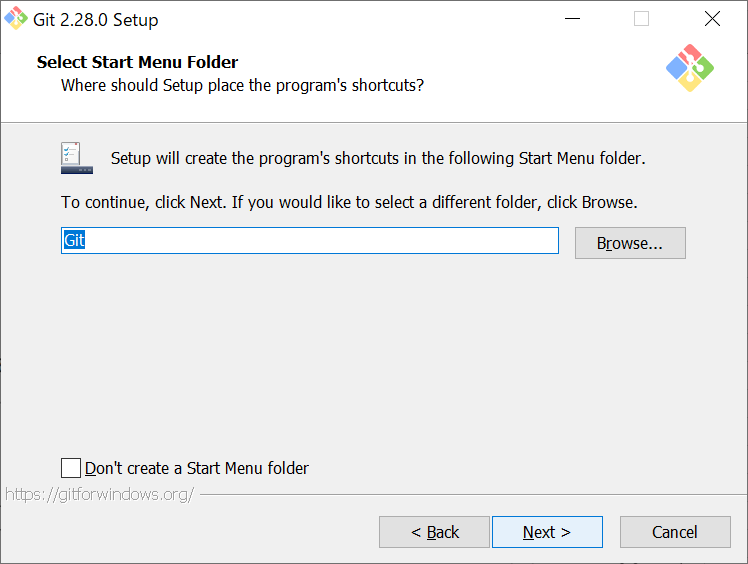 Git 2.28.0 Setup
Select Start Menu Folder
Where should Setup place the program's shortcuts?
Setup will create the program's shortcuts in the following Start Menu folder.
To continue, click Next. If you would like to select a different folder, click Browse.
Git
Browse...
Don't create a Start Menu folder
https://gitforwindows.org/
< Back
Next >
Cancel